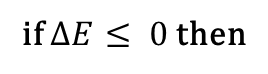 if ΔE ≤ 0 then